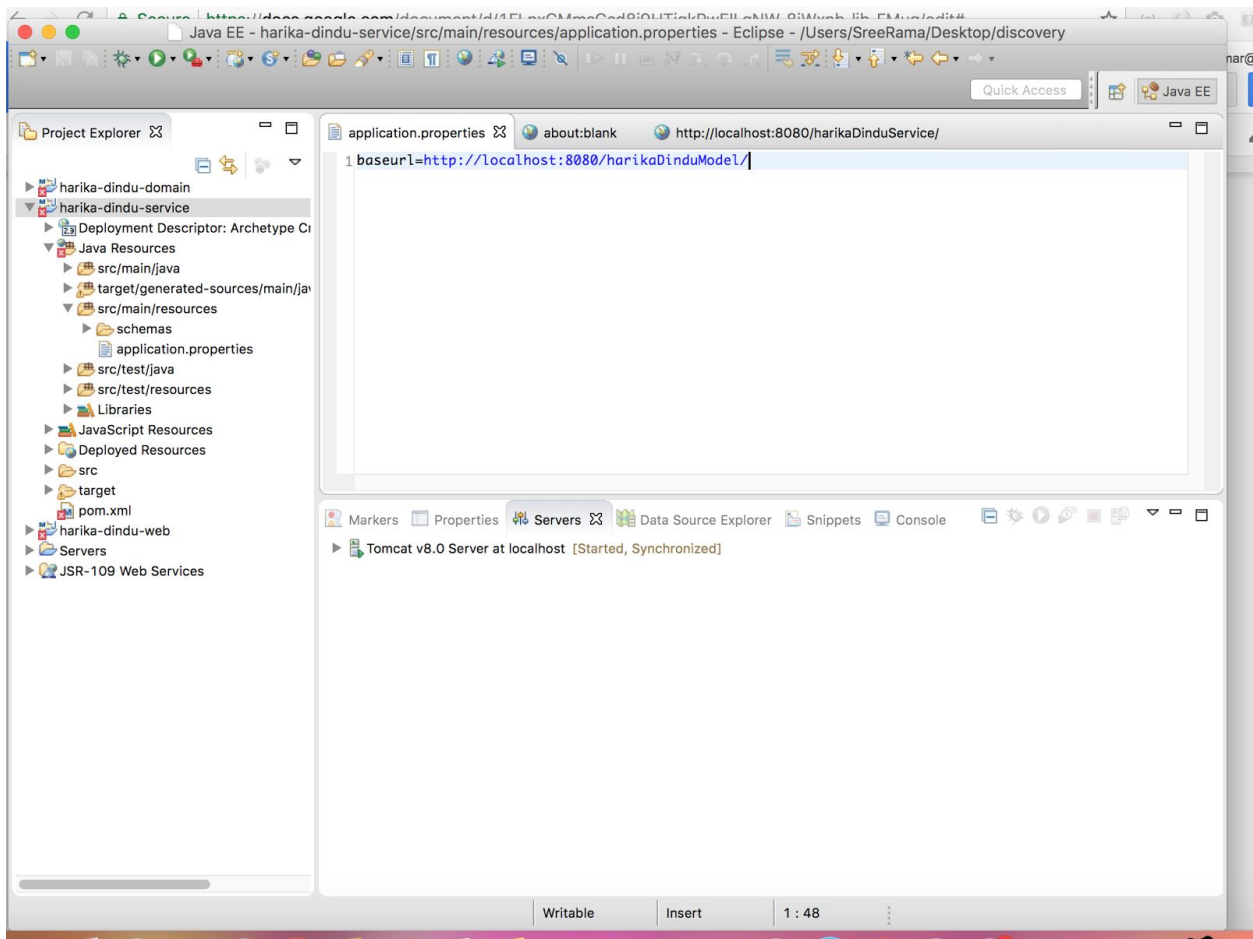 Java EE - harika-dindu-service/src/main/resources/application.properties - Eclipse - /Users/SreeRama/Desktop/discovery
nar@
Quick Access
Java EE
Project Explorer
harika-dindu-domain
harika-dindu-service
Deployment Descriptor: Archetype Cr
Java Resources
src/main/java
target/generated-sources/main/jav
src/main/resources
schemas
application.properties
src/test/java
src/test/resources
Libraries
JavaScript Resources
Deployed Resources
src
target
pom.xml
harika-dindu-web
Servers
JSR-109 Web Services
application.properties about:blank http://localhost:8080/harikaDinduService/
1 baseurl=http://localhost:8080/harikaDinduModel/
Markers Properties Servers Data Source Explorer Snippets Console
Tomcat v8.0 Server at localhost [Started, Synchronized]
Writable Insert 1 : 48